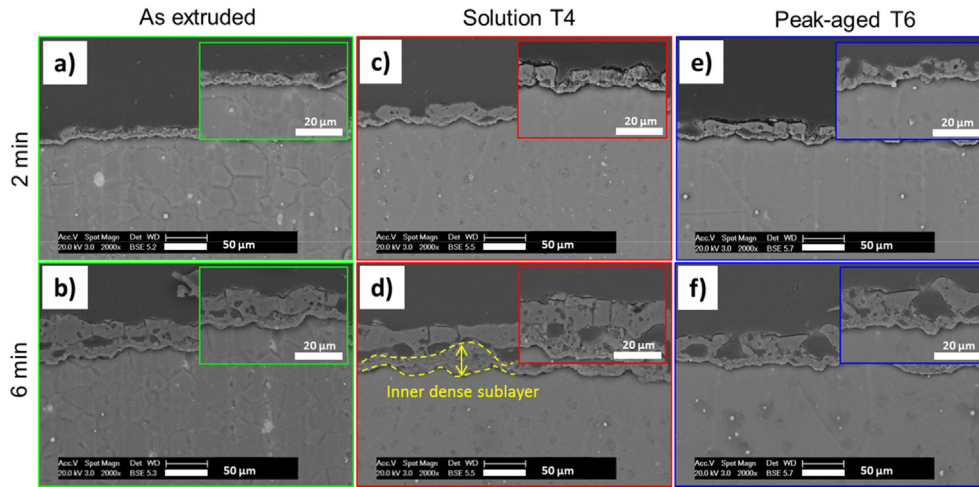 As extruded
Solution T4
Peak-aged T6
2 min
a)
20 µm
Acc.V Spot Magn Det WD
20.0 kV 3.0 2000x BSE 5.2 50 µm
c)
20 µm
Acc.V Spot Magn Det WD
20.0 kV 3.0 2000x BSE 5.5 50 µm
e)
20 µm
Acc.V Spot Magn Det WD
20.0 kV 3.0 2000x BSE 5.7 50 µm
6 min
b)
20 µm
Acc.V Spot Magn Det WD
20.0 kV 3.0 2000x BSE 5.3 50 µm
d)
20 µm
Inner dense sublayer
Acc.V Spot Magn Det WD
20.0 kV 3.0 2000x BSE 5.5 50 µm
f)
20 µm
Acc.V Spot Magn Det WD
20.0 kV 3.0 2000x BSE 5.7 50 µm